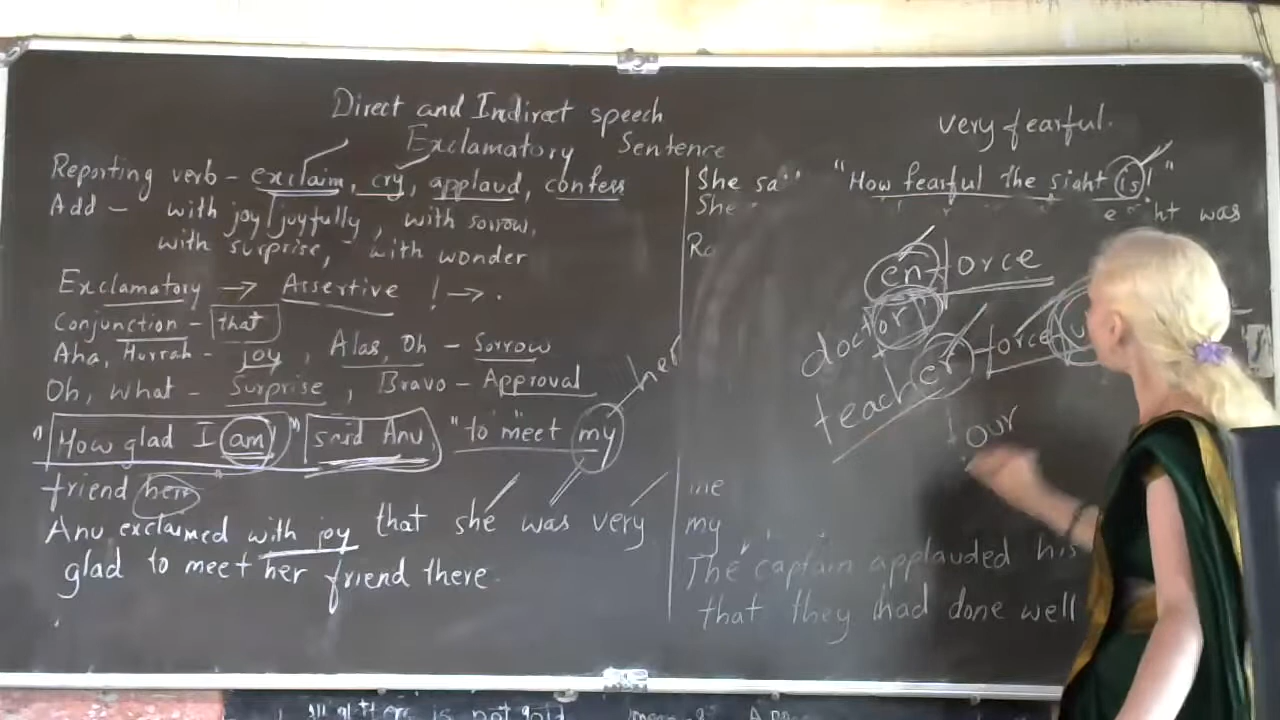 Direct and Indirect speech
Exclamatory Sentence
Reporting verb - exclaim, cry, applaud, confess
Add - with joy/joyfully, with sorrow,
with surprise, with wonder
Exclamatory → Assertive ! → .
Conjunction - that
Aha, Hurrah - joy, Alas, Oh - Sorrow
Oh, what - Surprise, Bravo - Approval
"How glad I am" said Anu "to meet my
her
friend here
Anu exclaimed with joy that she was very
glad to meet her friend there.
very fearful.
She "How fearful the sight is!"
She was
enforce
doctor
force
teacher
our
my
The captain applauded his
that they had done well